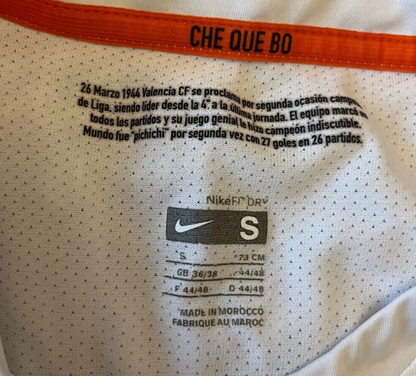 CHE QUE BO
26 Marzo 1944 Valencia CF se proclama por segunda ocasión
de Liga, siendo líder desde la 4ª a la última jornada. El equipo marcó
todos los partidos y su juego genial lo hizo campeón indiscutible.
Mundo fue "pichichi" por segunda vez con 27 goles en 26 partidos.
NikeFIT DRY
S
S 73 CM
GB 36/38 44/48
F 44/48 D 44/48
MADE IN MOROCCO
FABRIQUE AU MAROC